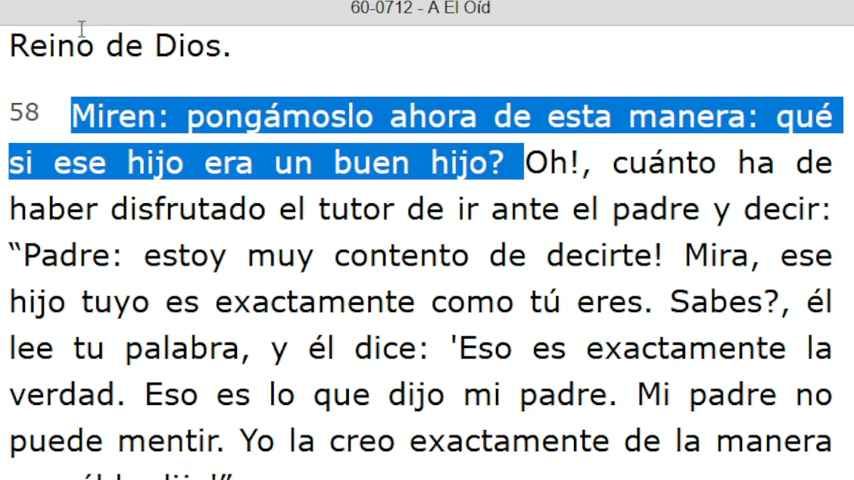 60-0712 - A Él Oíd
Reino de Dios.
58 Miren: pongámoslo ahora de esta manera: qué
si ese hijo era un buen hijo? Oh!, cuánto ha de
haber disfrutado el tutor de ir ante el padre y decir:
“Padre: estoy muy contento de decirte! Mira, ese
hijo tuyo es exactamente como tú eres. Sabes?, él
lee tu palabra, y él dice: 'Eso es exactamente la
verdad. Eso es lo que dijo mi padre. Mi padre no
puede mentir. Yo la creo exactamente de la manera